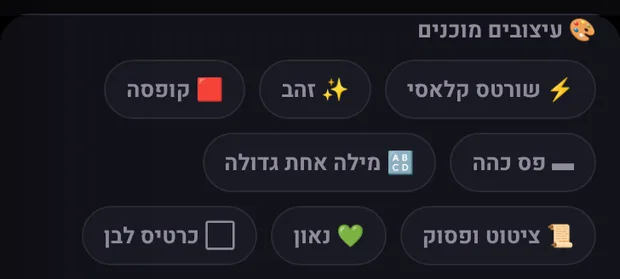 🎨 עיצובים מוכנים
⚡ שורטס קלאסי ✨ זהב 🟥 קופסה
▬ פס כהה 🔠 מילה אחת גדולה
📜 ציטוט ופסוק 💚 נאון ⬜ כרטיס לבן